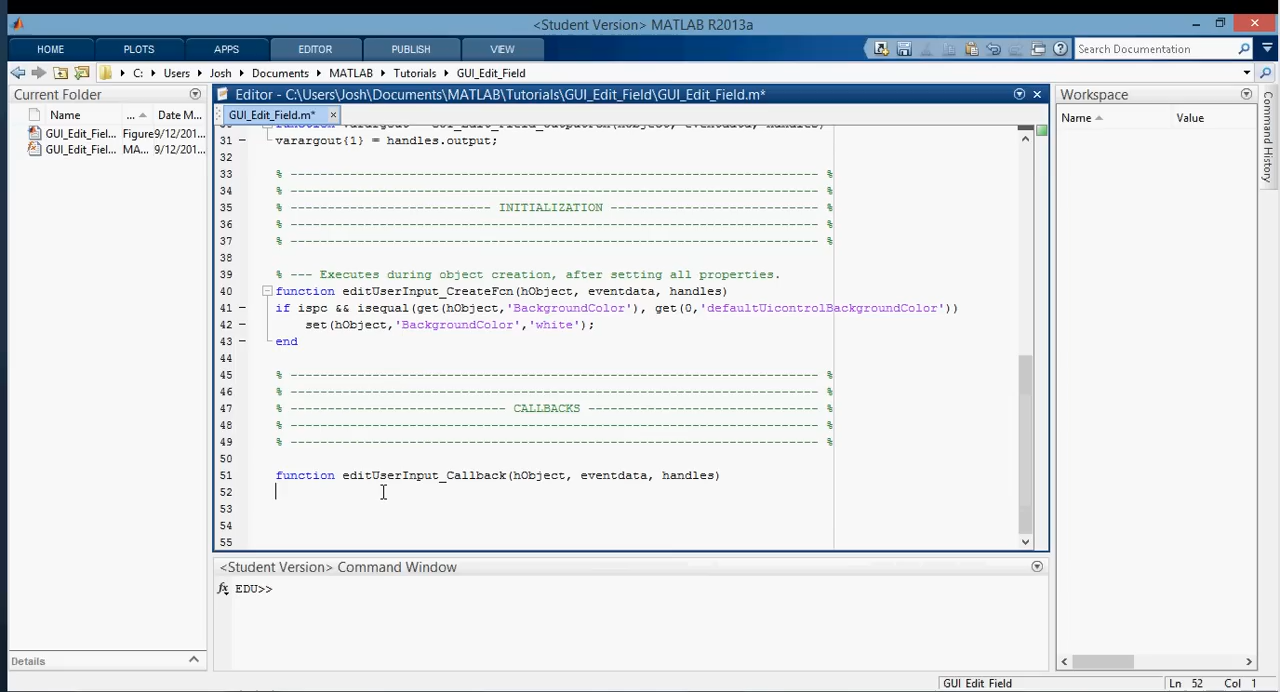 <Student Version> MATLAB R2013a
HOME PLOTS APPS EDITOR PUBLISH VIEW Search Documentation
C: Users Josh Documents MATLAB Tutorials GUI_Edit_Field
Current Folder
Name ... Date M...
GUI_Edit_Fel... Figure9/12/201...
GUI_Edit_Fel... MA... 9/12/201...
Details
Editor - C:\Users\Josh\Documents\MATLAB\Tutorials\GUI_Edit_Field\GUI_Edit_Field.m*
GUI_Edit_Field.m*
31 varargout{1} = handles.output;
32
33 % ------------------------------------------------------------------------ %
34 % ------------------------------------------------------------------------ %
35 % --------------------------- INITIALIZATION ---------------------------- %
36 % ------------------------------------------------------------------------ %
37 % ------------------------------------------------------------------------ %
38
39 % --- Executes during object creation, after setting all properties.
40 function editUserInput_CreateFcn(hObject, eventdata, handles)
41 if ispc && isequal(get(hObject,'BackgroundColor'), get(0,'defaultUicontrolBackgroundColor'))
42 set(hObject,'BackgroundColor','white');
43 end
44
45 % ------------------------------------------------------------------------ %
46 % ------------------------------------------------------------------------ %
47 % ----------------------------- CALLBACKS ------------------------------- %
48 % ------------------------------------------------------------------------ %
49 % ------------------------------------------------------------------------ %
50
51 function editUserInput_Callback(hObject, eventdata, handles)
52
53
54
55
<Student Version> Command Window
fx EDU>>
Workspace
Name Value
Command History
GUI Edit Field Ln 52 Col 1